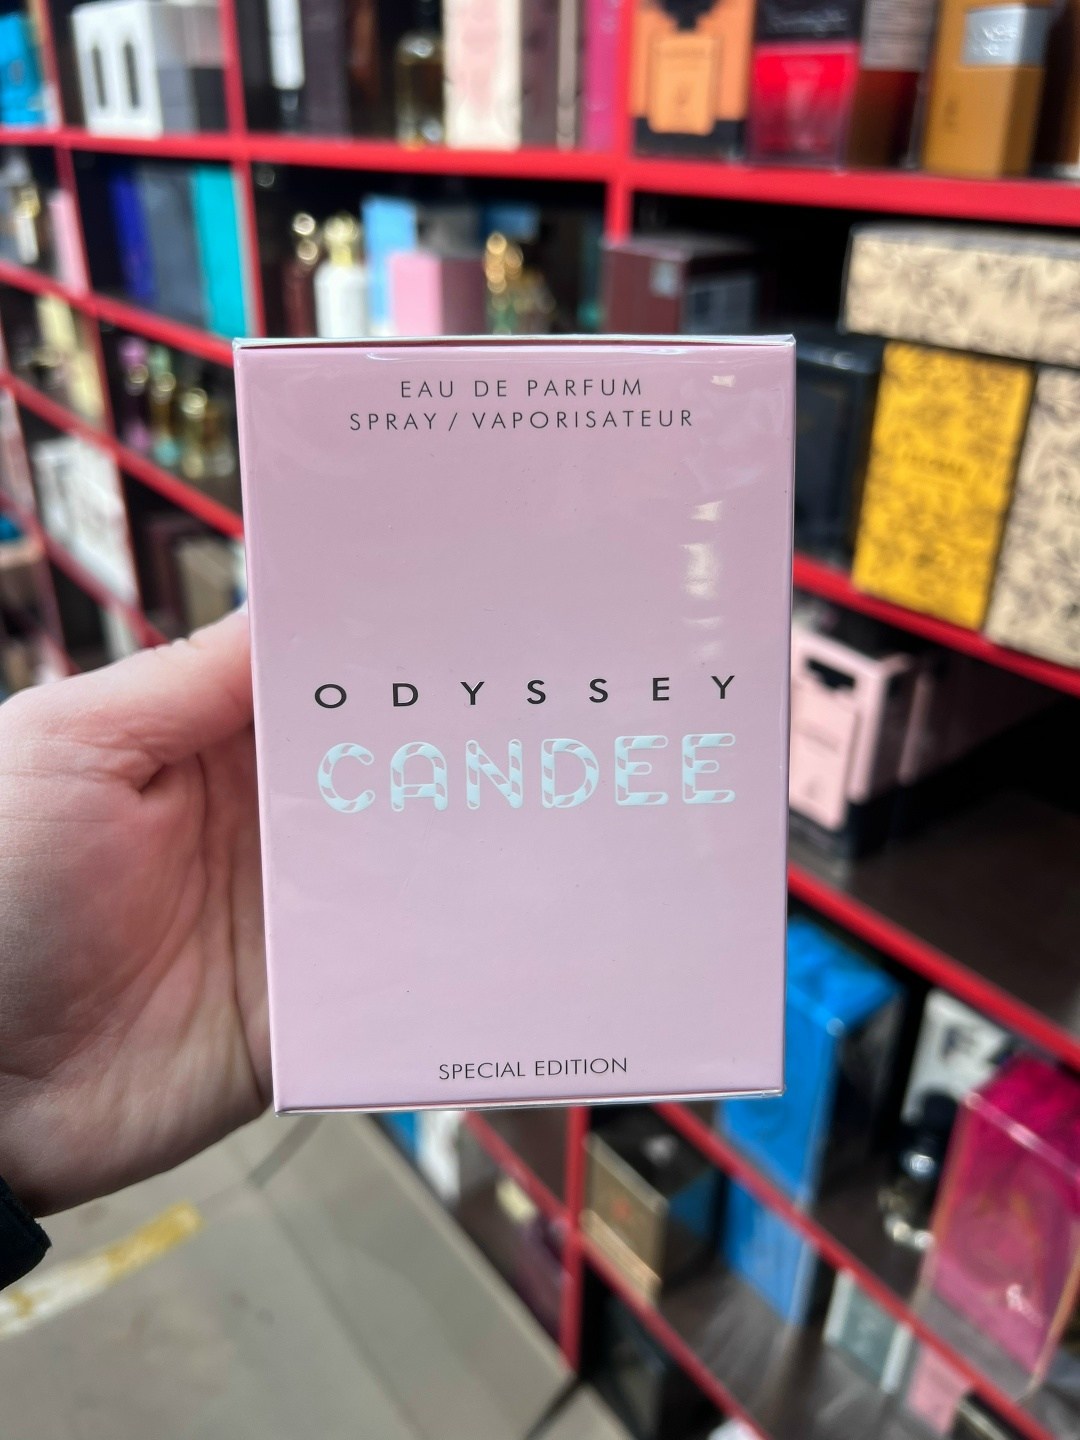 EAU DE PARFUM
SPRAY / VAPORISATEUR
ODYSSEY
CANDEE
SPECIAL EDITION